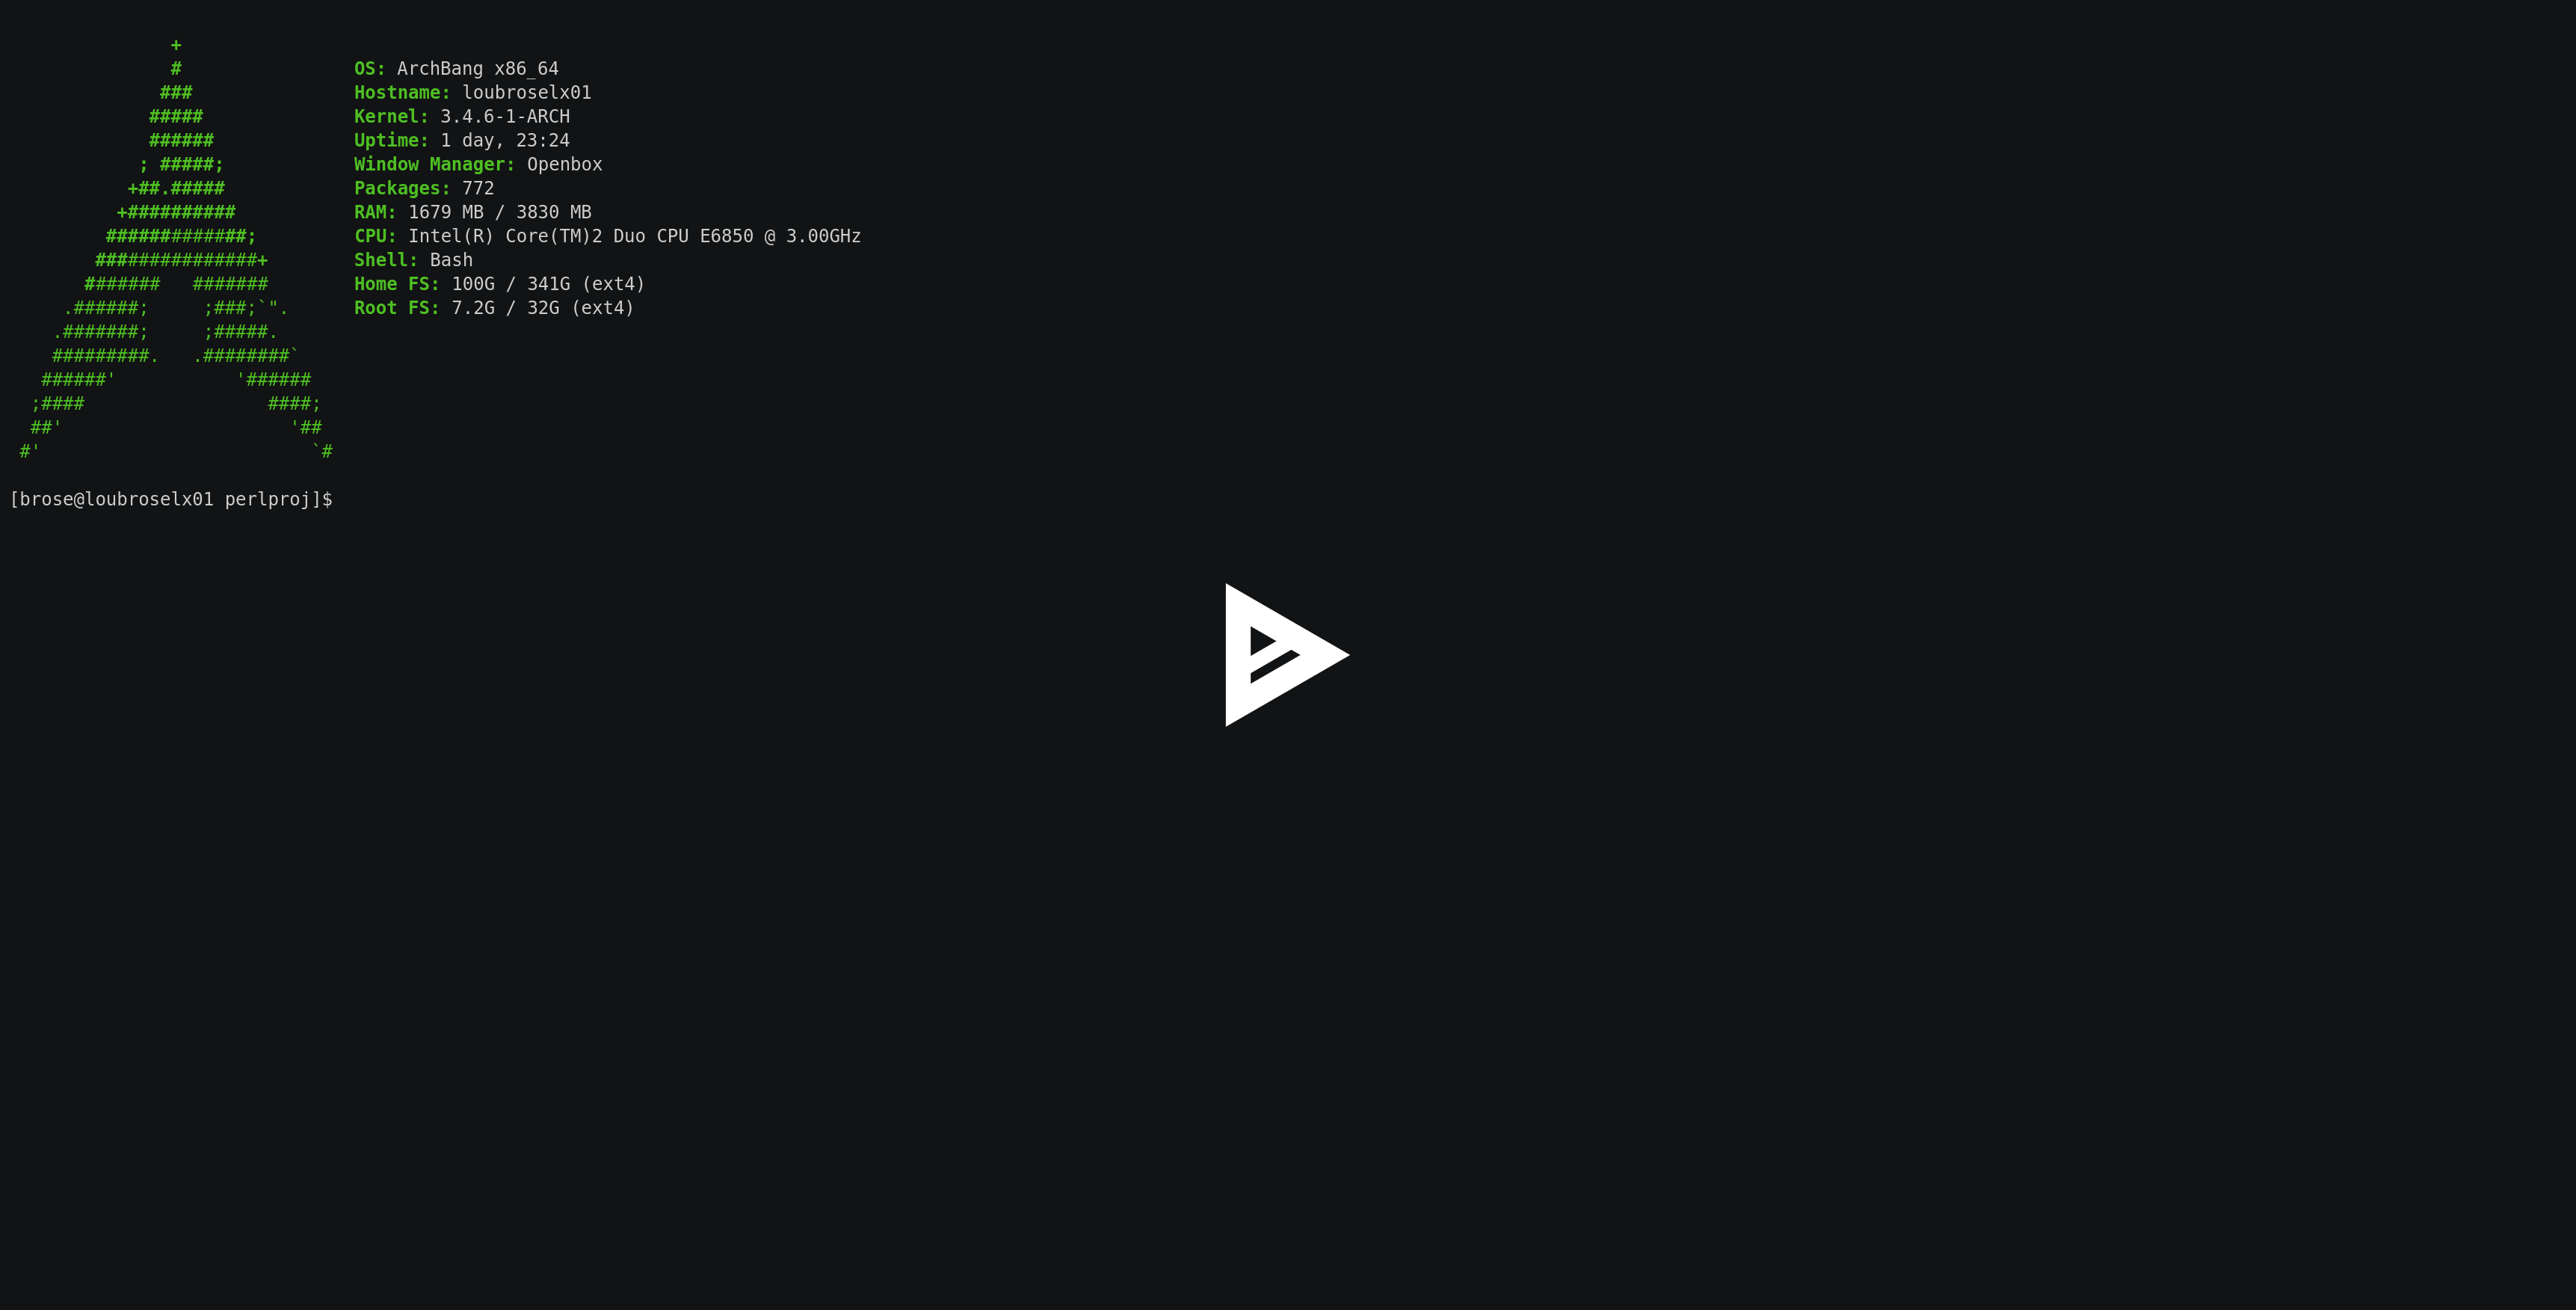 +
               #                OS: ArchBang x86_64
              ###               Hostname: loubroselx01
             #####              Kernel: 3.4.6-1-ARCH
             ######             Uptime: 1 day, 23:24
            ; #####;            Window Manager: Openbox
           +##.#####            Packages: 772
          +##########           RAM: 1679 MB / 3830 MB
         #############;         CPU: Intel(R) Core(TM)2 Duo CPU E6850 @ 3.00GHz
        ###############+        Shell: Bash
       #######   #######        Home FS: 100G / 341G (ext4)
     .######;     ;###;`".      Root FS: 7.2G / 32G (ext4)
    .#######;     ;#####.
    #########.   .########`
   ######'           '######
  ;####                 ####;
  ##'                     '##
 #'                         `#
[brose@loubroselx01 perlproj]$